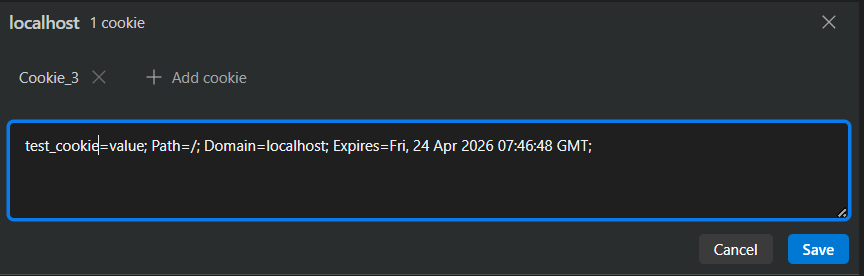 localhost 1 cookie
Cookie_3 Add cookie
test_cookie=value; Path=/; Domain=localhost; Expires=Fri, 24 Apr 2026 07:46:48 GMT;
Cancel Save